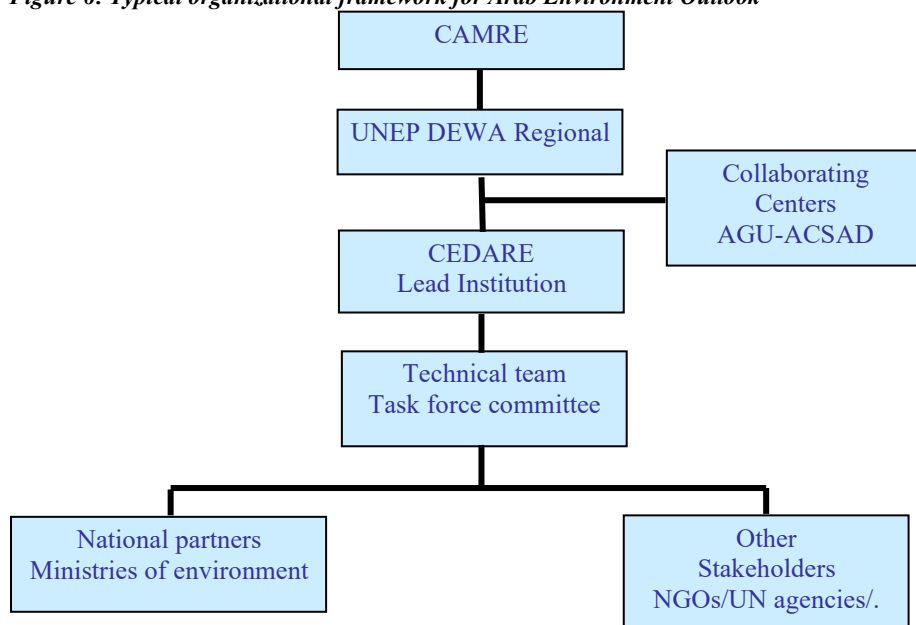 Figure 6: Typical organizational framework for Arab Environment Outlook
CAMRE
UNEP DEWA Regional
Collaborating
Centers
AGU-ACSAD
CEDARE
Lead Institution
Technical team
Task force committee
National partners
Ministries of environment
Other
Stakeholders
NGOs/UN agencies/.